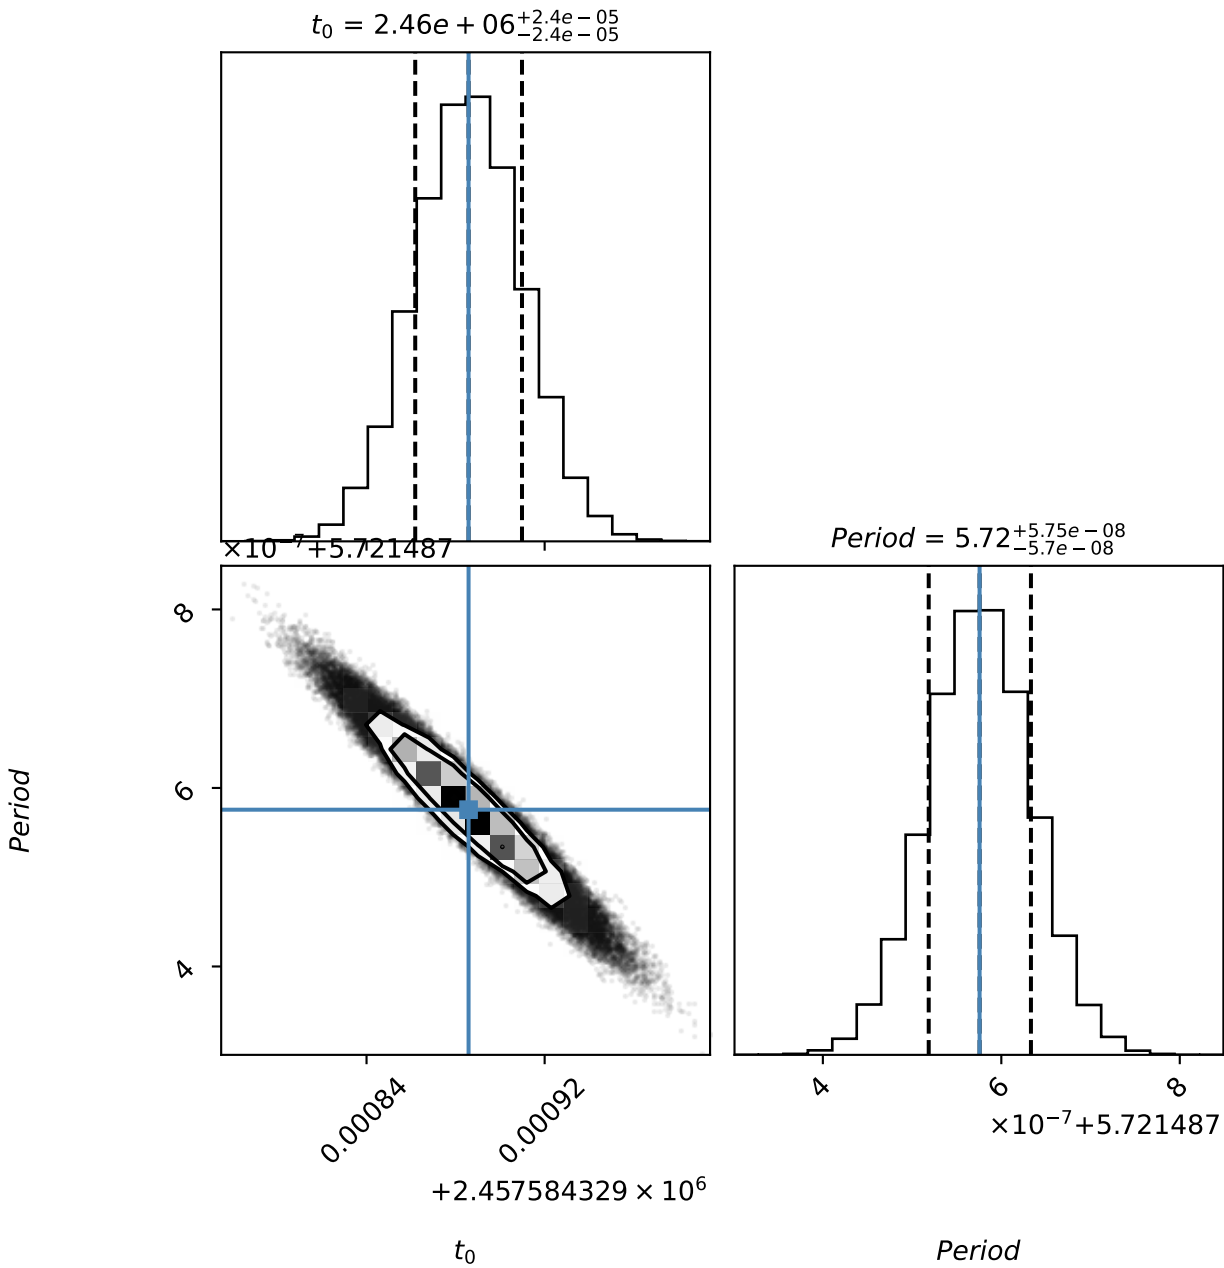 t₀ = 2.46e + 06 +2.4e − 05 −2.4e − 05
×10⁻⁷+5.721487
Period = 5.72 +5.75e − 08 −5.7e − 08
8
6
4
Period
0.00084 0.00092
+2.457584329 × 10⁶
t₀
4 6 8
×10⁻⁷+5.721487
Period